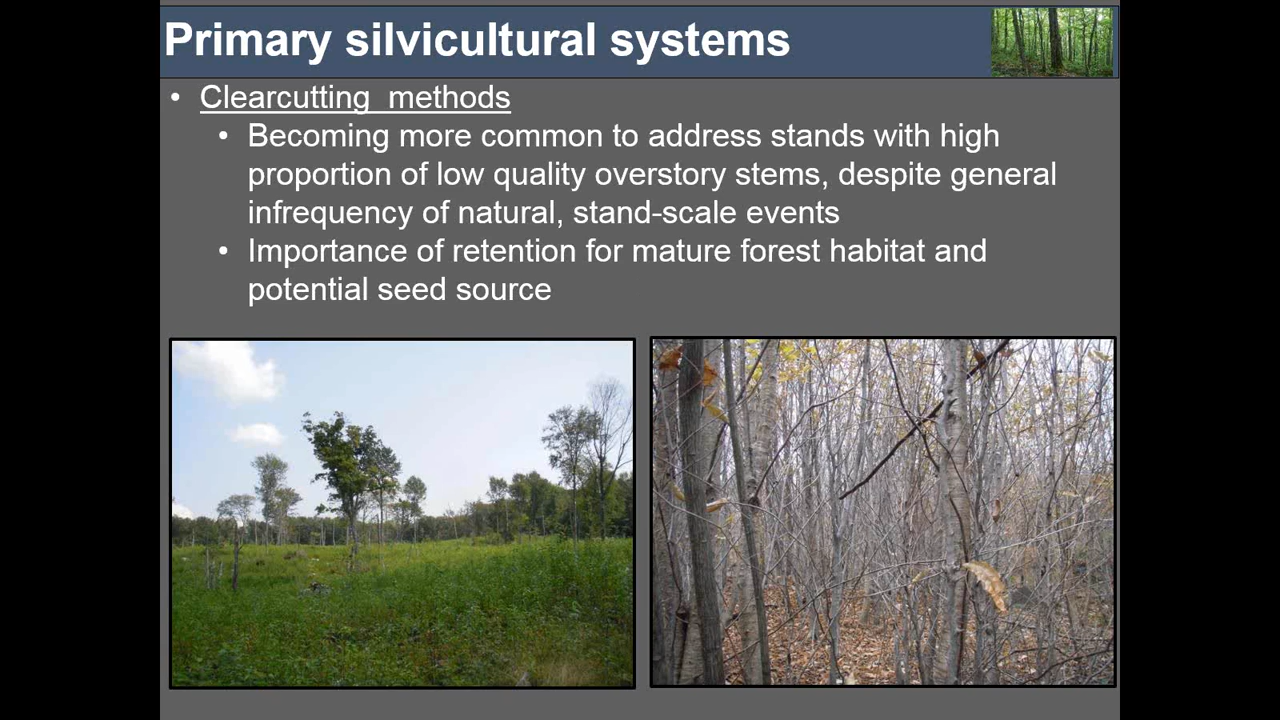 Primary silvicultural systems
• Clearcutting methods
• Becoming more common to address stands with high
proportion of low quality overstory stems, despite general
infrequency of natural, stand-scale events
• Importance of retention for mature forest habitat and
potential seed source